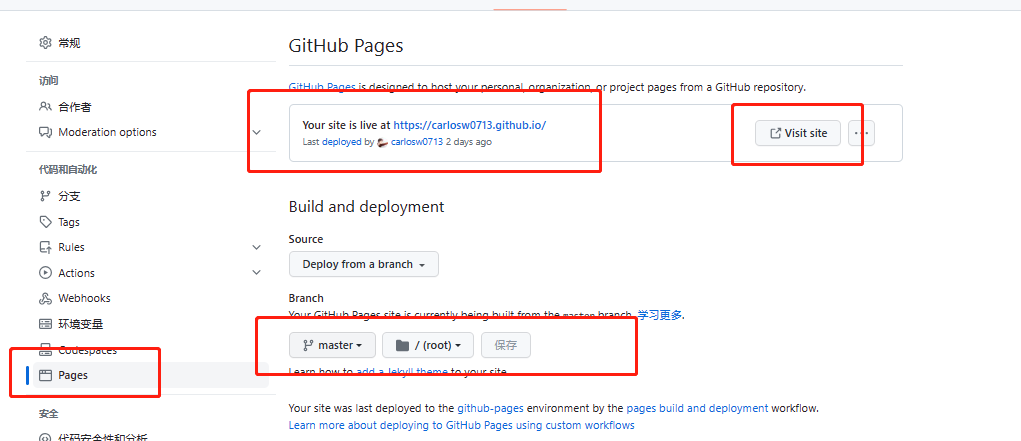 常规
访问
合作者
Moderation options
代码和自动化
分支
Tags
Rules
Actions
Webhooks
环境变量
Codespaces
Pages
安全
代码安全性和分析
GitHub Pages
GitHub Pages is designed to host your personal, organization, or project pages from a GitHub repository.
Your site is live at https://carlosw0713.github.io/
Last deployed by carlosw0713 2 days ago
Visit site
Build and deployment
Source
Deploy from a branch
Branch
Your GitHub Pages site is currently being built from the master branch. 学习更多.
master / (root) 保存
Learn how to add a Jekyll theme to your site.
Your site was last deployed to the github-pages environment by the pages build and deployment workflow.
Learn more about deploying to GitHub Pages using custom workflows